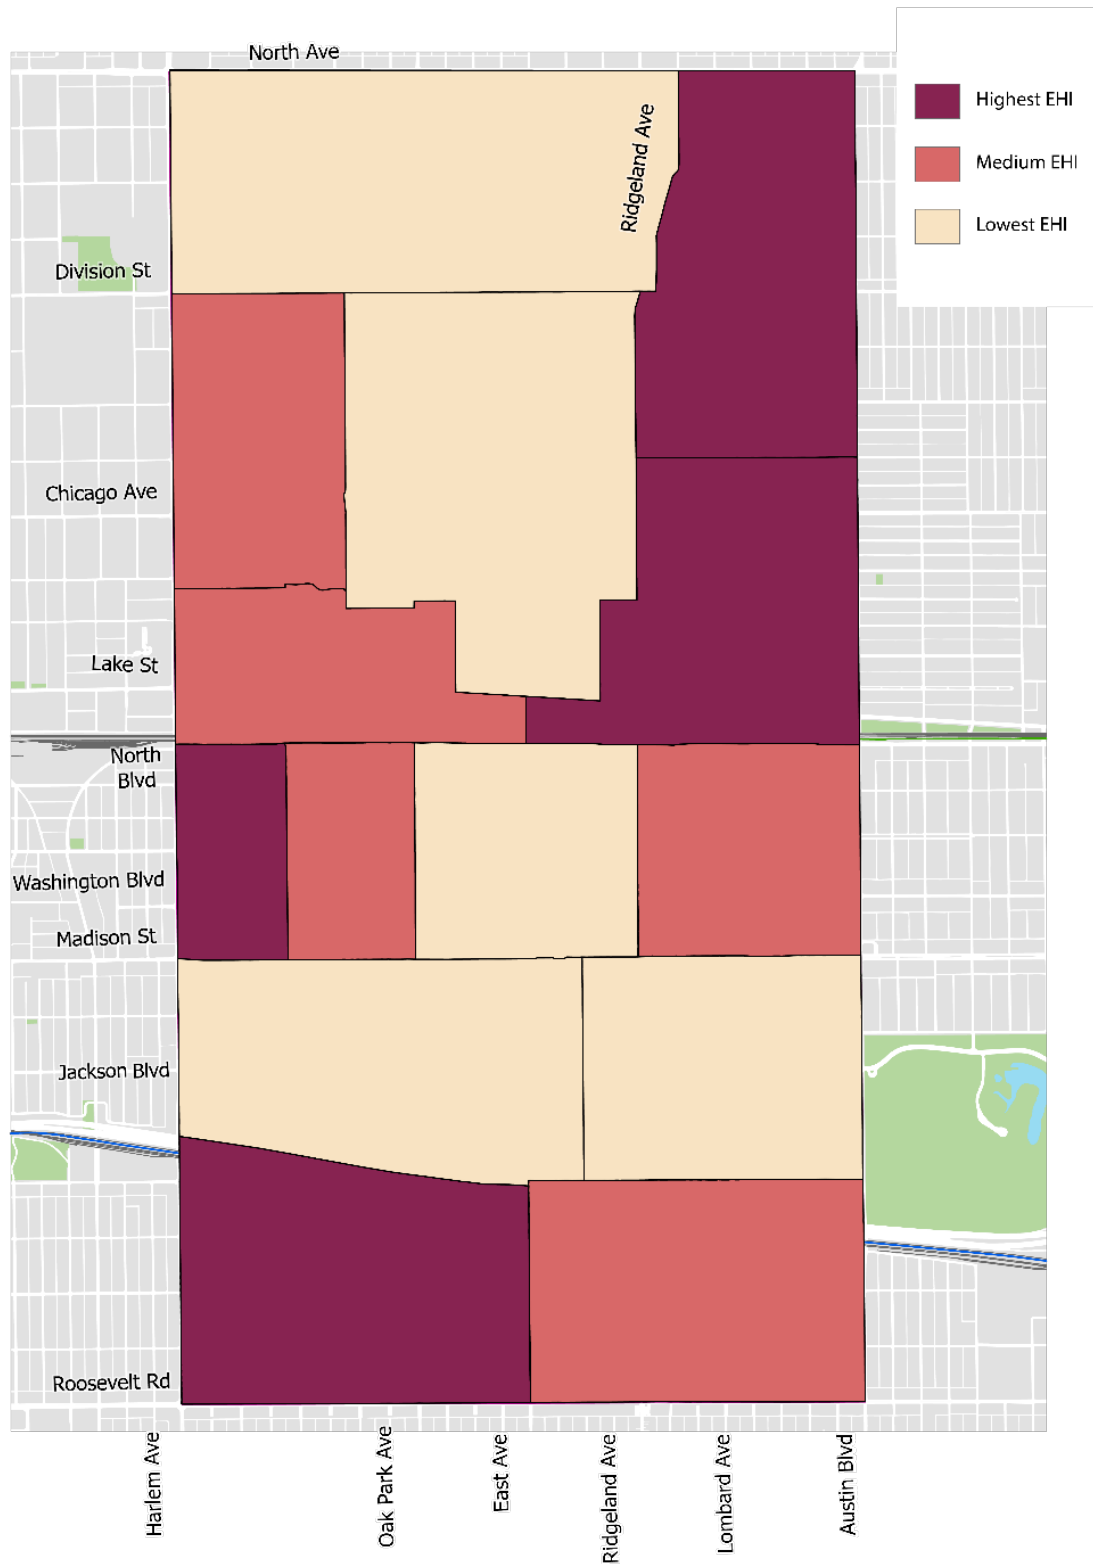 North Ave
Highest EHI
Medium EHI
Lowest EHI
Ridgeland Ave
Division St
Chicago Ave
Lake St
North
Blvd
Washington Blvd
Madison St
Jackson Blvd
Roosevelt Rd
Harlem Ave
Oak Park Ave
East Ave
Ridgeland Ave
Lombard Ave
Austin Blvd